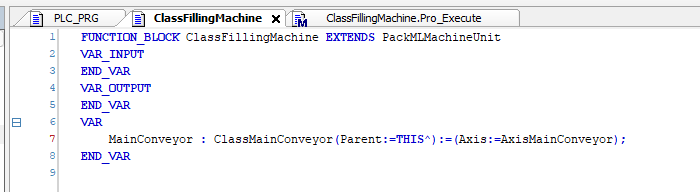 PLC_PRG ClassFillingMachine ClassFillingMachine.Pro_Execute
1 FUNCTION_BLOCK ClassFillingMachine EXTENDS PackMLMachineUnit
2 VAR_INPUT
3 END_VAR
4 VAR_OUTPUT
5 END_VAR
6 VAR
7 MainConveyor : ClassMainConveyor(Parent:=THIS^):=(Axis:=AxisMainConveyor);
8 END_VAR
9